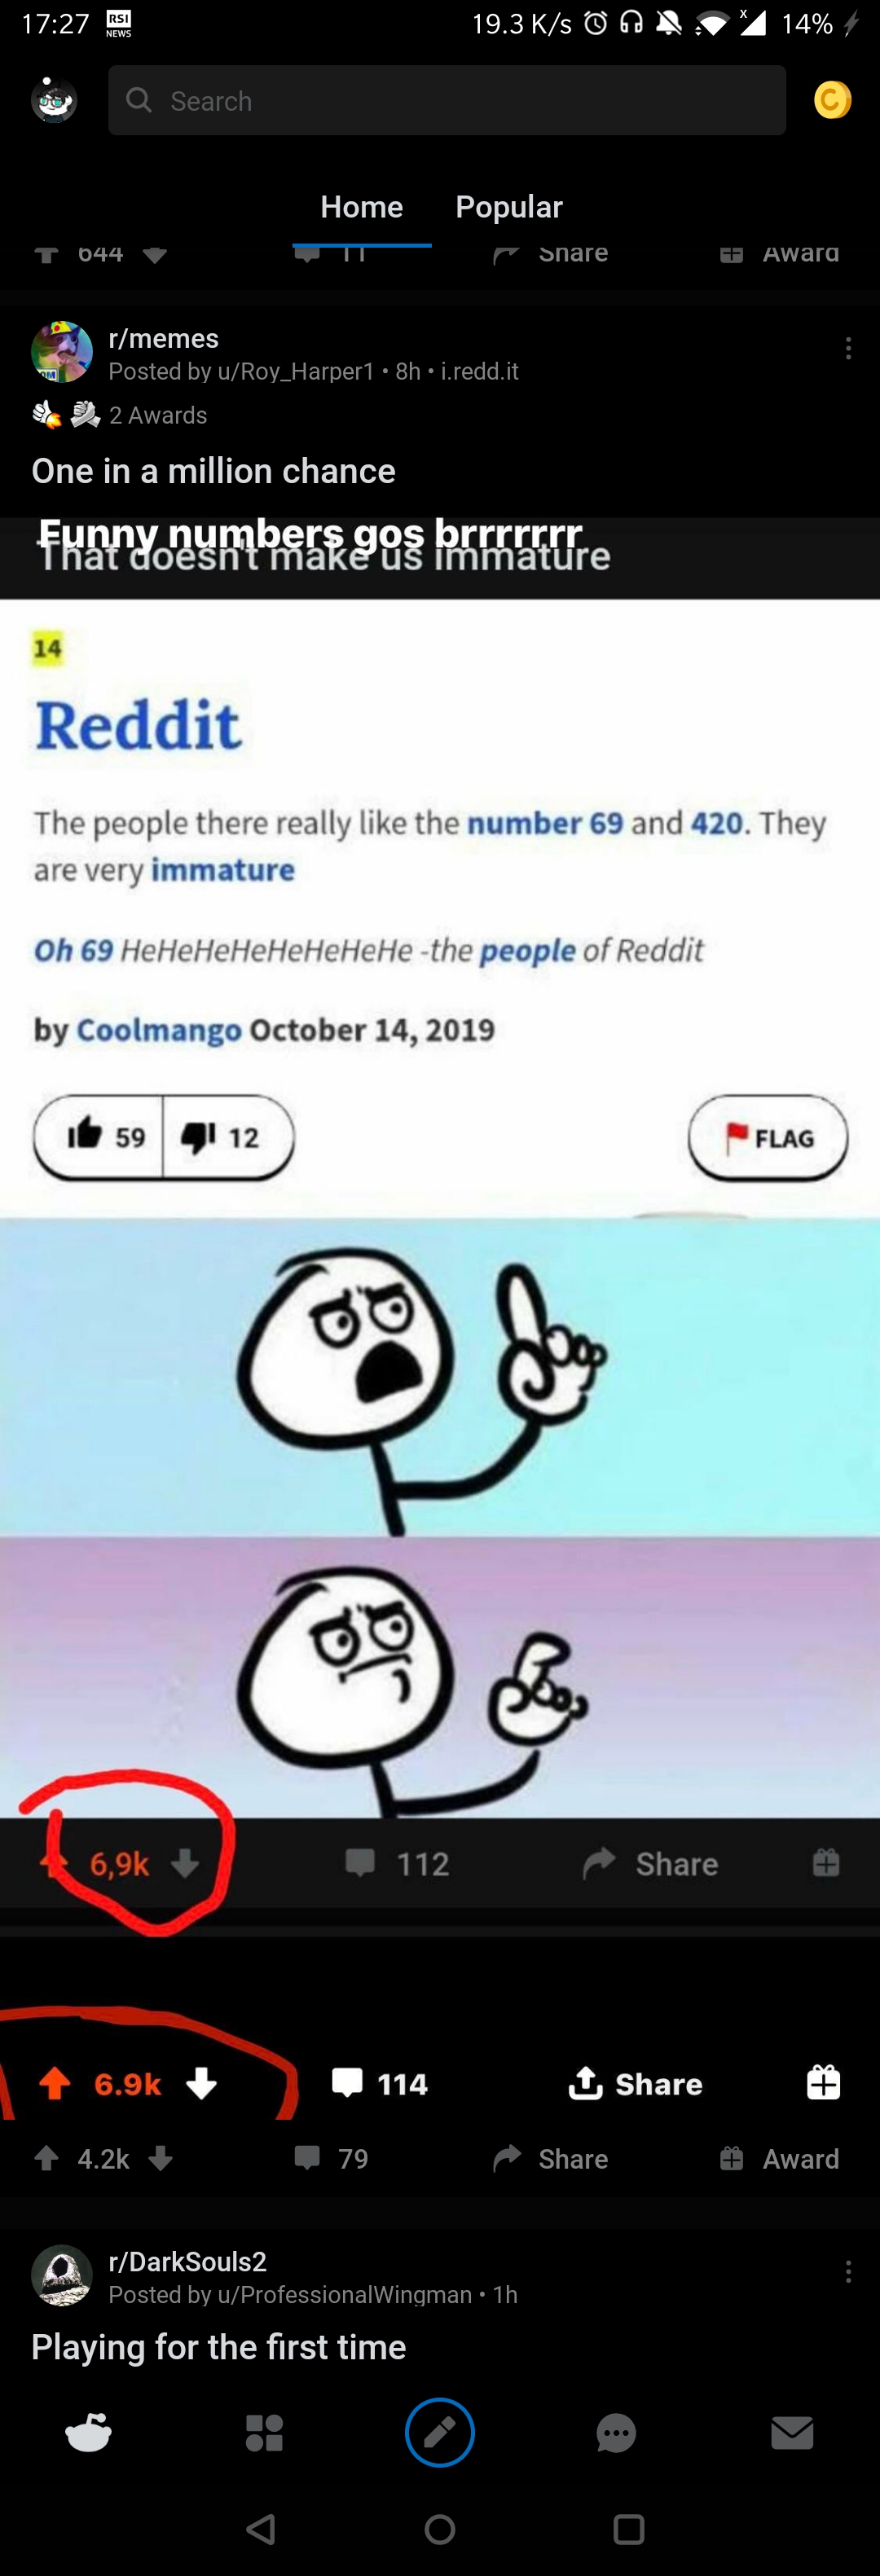 17:27 RSI NEWS 19.3 K/s 14%
Search
Home Popular
644 11 Share Award
r/memes
Posted by u/Roy_Harper1 • 8h • i.redd.it
2 Awards
One in a million chance
Funny numbers gos brrrrrrr
That doesn't make us immature
14
Reddit
The people there really like the number 69 and 420. They
are very immature
Oh 69 HeHeHeHeHeHeHeHe -the people of Reddit
by Coolmango October 14, 2019
59 12 FLAG
6,9k 112 Share
6.9k 114 Share
4.2k 79 Share Award
r/DarkSouls2
Posted by u/ProfessionalWingman • 1h
Playing for the first time